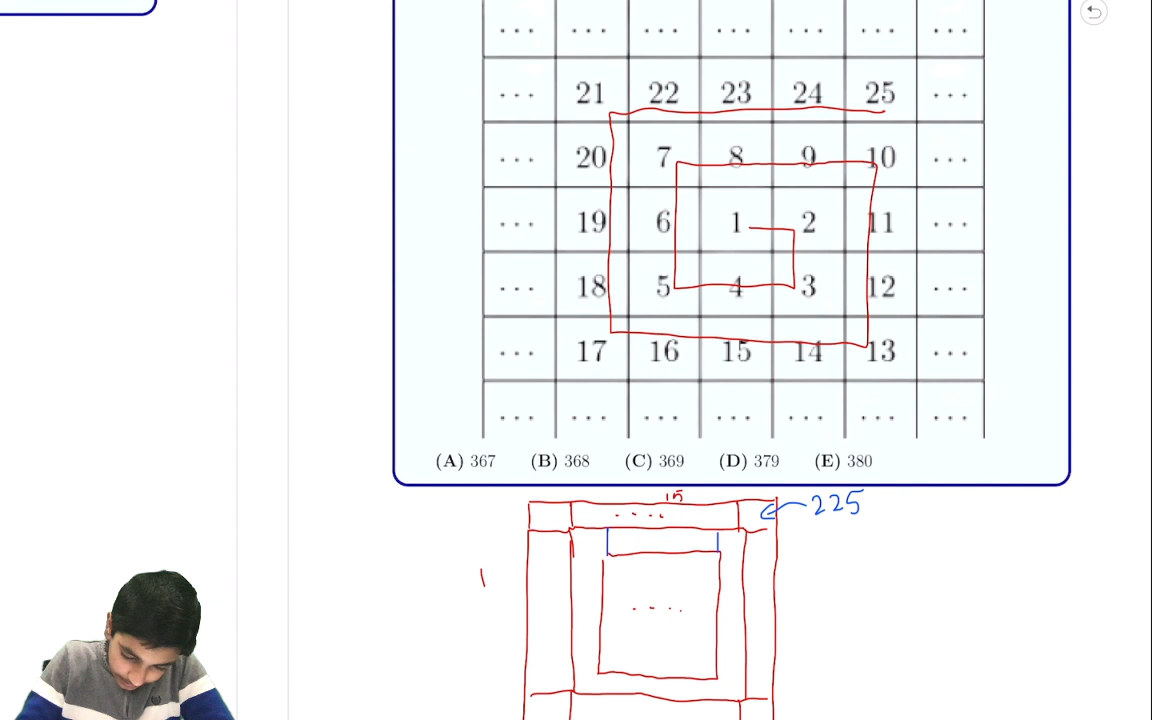 ... ... ... ... ... ... ...
... 21 22 23 24 25 ...
... 20 7 8 9 10 ...
... 19 6 1 2 11 ...
... 18 5 4 3 12 ...
... 17 16 15 14 13 ...
... ... ... ... ... ... ...
(A) 367 (B) 368 (C) 369 (D) 379 (E) 380
15
.... 225
....